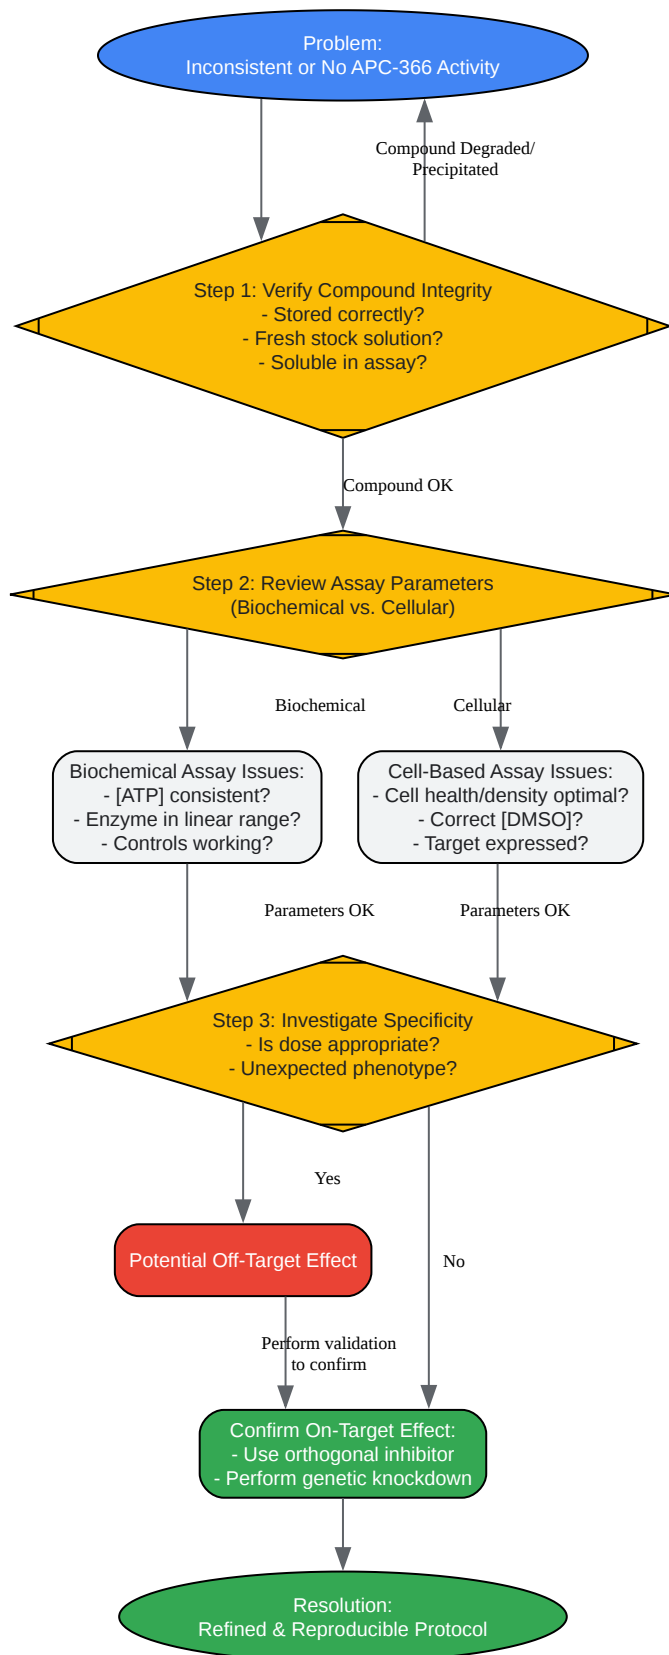 Problem:
Inconsistent or No APC-366 Activity
Compound Degraded/
Precipitated
Step 1: Verify Compound Integrity
- Stored correctly?
- Fresh stock solution?
- Soluble in assay?
Compound OK
Step 2: Review Assay Parameters
(Biochemical vs. Cellular)
Biochemical
Cellular
Biochemical Assay Issues:
- [ATP] consistent?
- Enzyme in linear range?
- Controls working?
Cell-Based Assay Issues:
- Cell health/density optimal?
- Correct [DMSO]?
- Target expressed?
Parameters OK
Parameters OK
Step 3: Investigate Specificity
- Is dose appropriate?
- Unexpected phenotype?
Yes
Potential Off-Target Effect
No
Perform validation
to confirm
Confirm On-Target Effect:
- Use orthogonal inhibitor
- Perform genetic knockdown
Resolution:
Refined & Reproducible Protocol